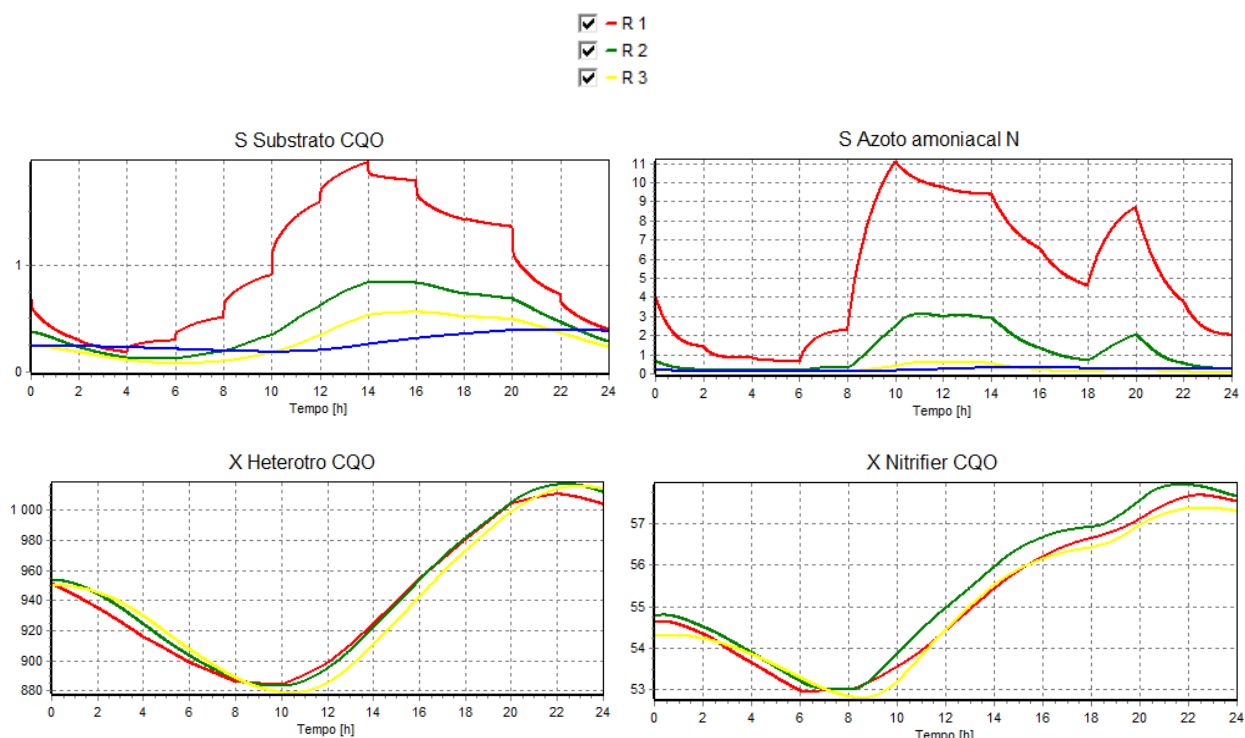 R 1
R 2
R 3
S Substrato CQO
1
0
0 2 4 6 8 10 12 14 16 18 20 22 24
Tempo [h]
S Azoto amoniacal N
11
10
9
8
7
6
5
4
3
2
1
0
0 2 4 6 8 10 12 14 16 18 20 22 24
Tempo [h]
X Heterotro CQO
1 000
980
960
940
920
900
880
0 2 4 6 8 10 12 14 16 18 20 22 24
Tempo [h]
X Nitrifier CQO
57
56
55
54
53
0 2 4 6 8 10 12 14 16 18 20 22 24
Tempo [h]